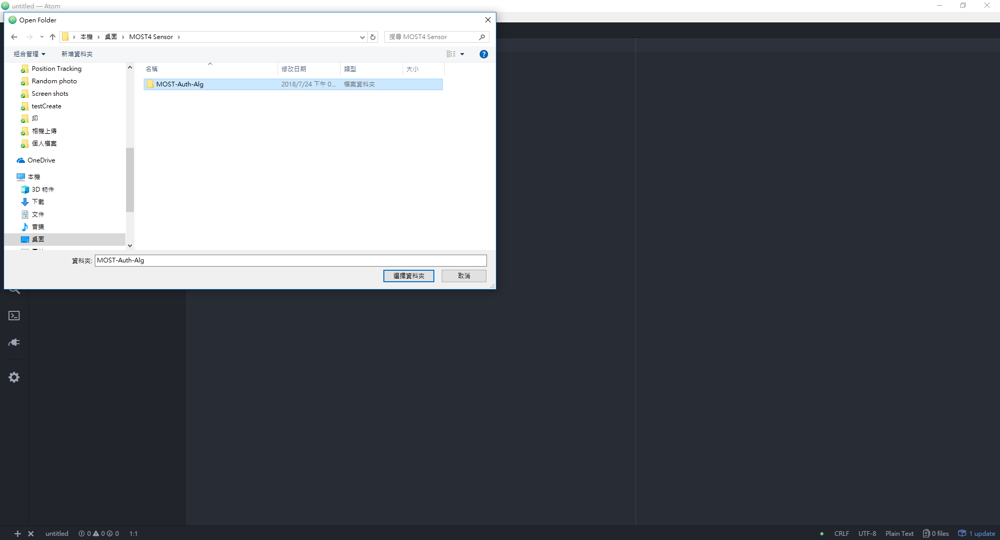 untitled — Atom
Open Folder
本機 桌面 MOST4 Sensor
搜尋 MOST4 Sensor
組合管理 新增資料夾
名稱 修改日期 類型 大小
MOST-Auth-Alg 2018/7/24 下午 0... 檔案資料夾
Position Tracking
Random photo
Screen shots
testCreate
印
相機上傳
個人檔案
OneDrive
本機
3D 物件
下載
文件
音樂
桌面
資料夾: MOST-Auth-Alg
選擇資料夾 取消
untitled 0 0 0 1:1
CRLF UTF-8 Plain Text 0 files 1 update